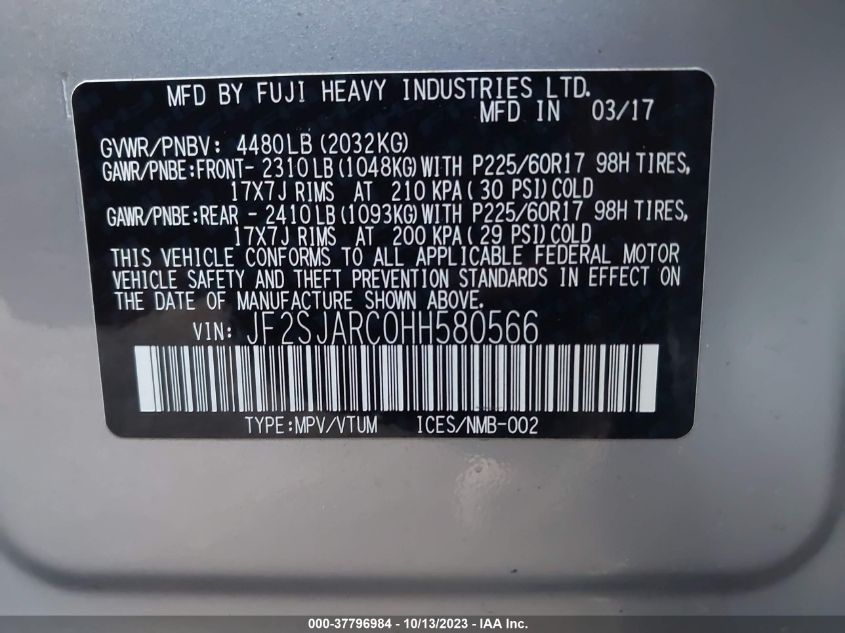 MFD BY FUJI HEAVY INDUSTRIES LTD.
MFD IN 03/17
GVWR/PNBV: 4480LB(2032KG)
GAWR/PNBE:FRONT- 2310LB(1048KG)WITH P225/60R17 98H TIRES,
17X7J RIMS AT 210 KPA(30 PSI)COLD
GAWR/PNBE:REAR - 2410LB(1093KG)WITH P225/60R17 98H TIRES,
17X7J RIMS AT 200 KPA(29 PSI)COLD
THIS VEHICLE CONFORMS TO ALL APPLICABLE FEDERAL MOTOR
VEHICLE SAFETY AND THEFT PREVENTION STANDARDS IN EFFECT ON
THE DATE OF MANUFACTURE SHOWN ABOVE.
VIN: JF2SJARC0HH580566
TYPE:MPV/VTUM ICES/NMB-002
000-37796984 - 10/13/2023 - IAA Inc.